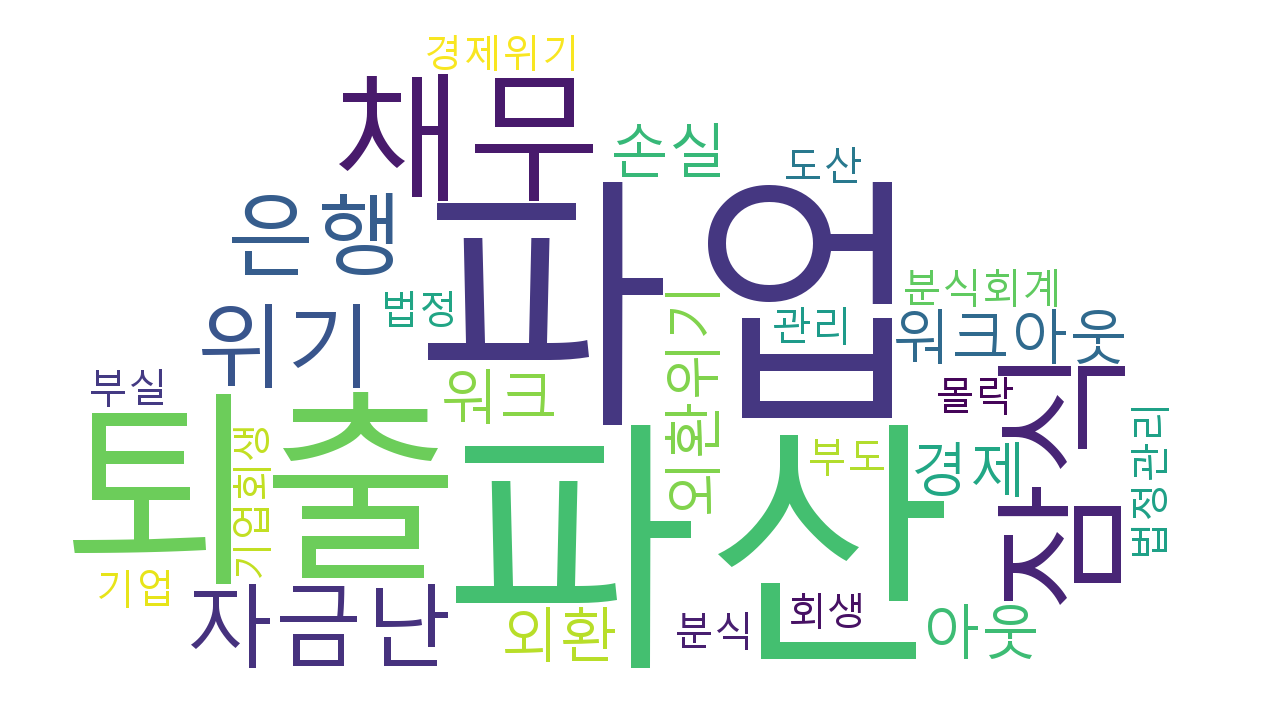 경제위기
채무
손실
도산
파업
은행
분식회계
법정
위기
관리
워크아웃
외환위기
부실
워크
몰락
잠식
퇴출
기업회생
파산
부도
경제
법정관리
기업
자금난
외환
분식
회생
아웃